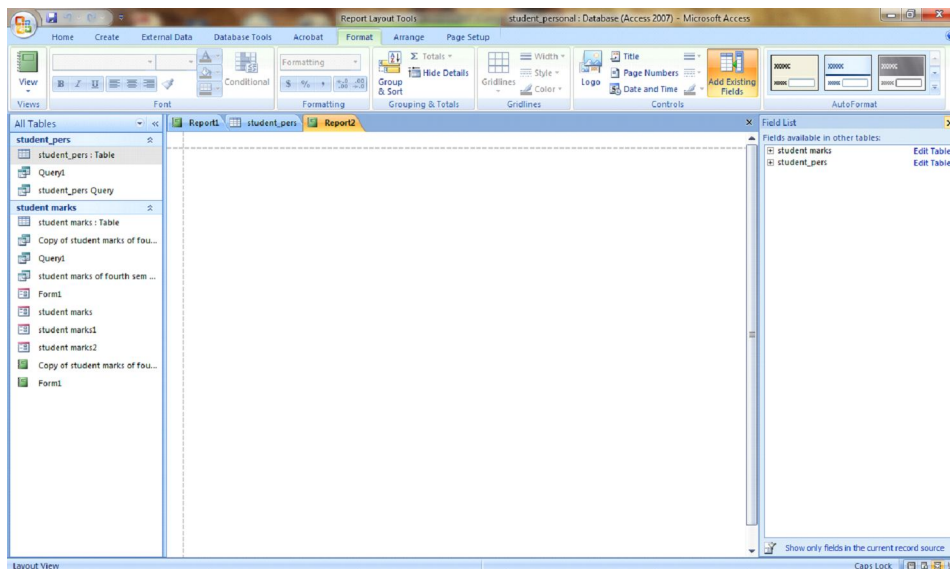 Report Layout Tools
student_personal : Database (Access 2007) - Microsoft Access
Home Create External Data Database Tools Acrobat Format Arrange Page Setup
View
B I U
Conditional
Formatting
$ %
Group & Sort
Σ Totals
Hide Details
Gridlines
Width
Style
Color
Logo
Title
Page Numbers
Date and Time
Add Existing Fields
Views Font Formatting Grouping & Totals Gridlines Controls AutoFormat
All Tables
Report1 student_pers Report2
student_pers
student_pers : Table
Query1
student_pers Query
student marks
student marks : Table
Copy of student marks of fou...
Query1
student marks of fourth sem ...
Form1
student marks
student marks1
student marks2
Copy of student marks of fou...
Form1
Field List
Fields available in other tables:
student marks Edit Table
student_pers Edit Table
Show only fields in the current record source
Layout View
Caps Lock